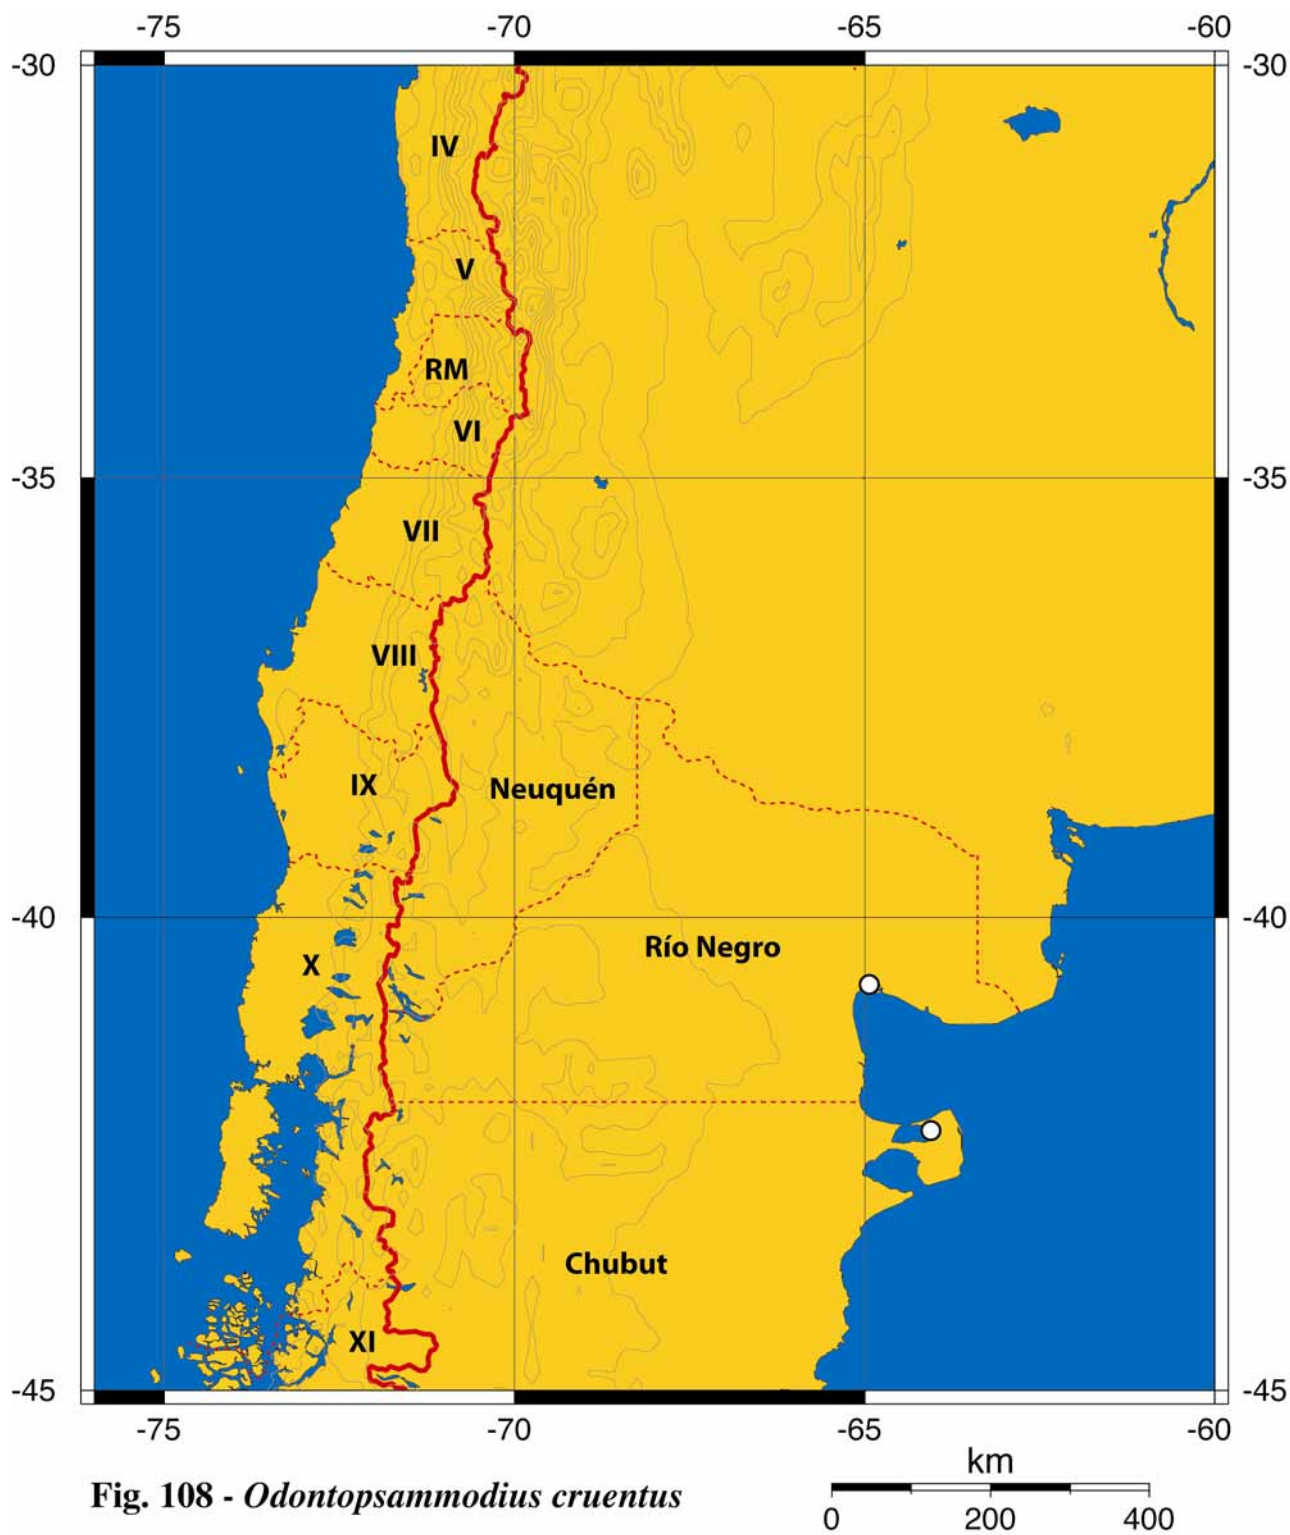 -75 -70 -65 -60
-30 -30
IV
V
RM
VI
-35 -35
VII
VIII
IX
Neuquén
-40 -40
Río Negro
X
Chubut
XI
-45 -45
-75 -70 -65 -60
km
Fig. 108 - Odontopsammodius cruentus
0 200 400